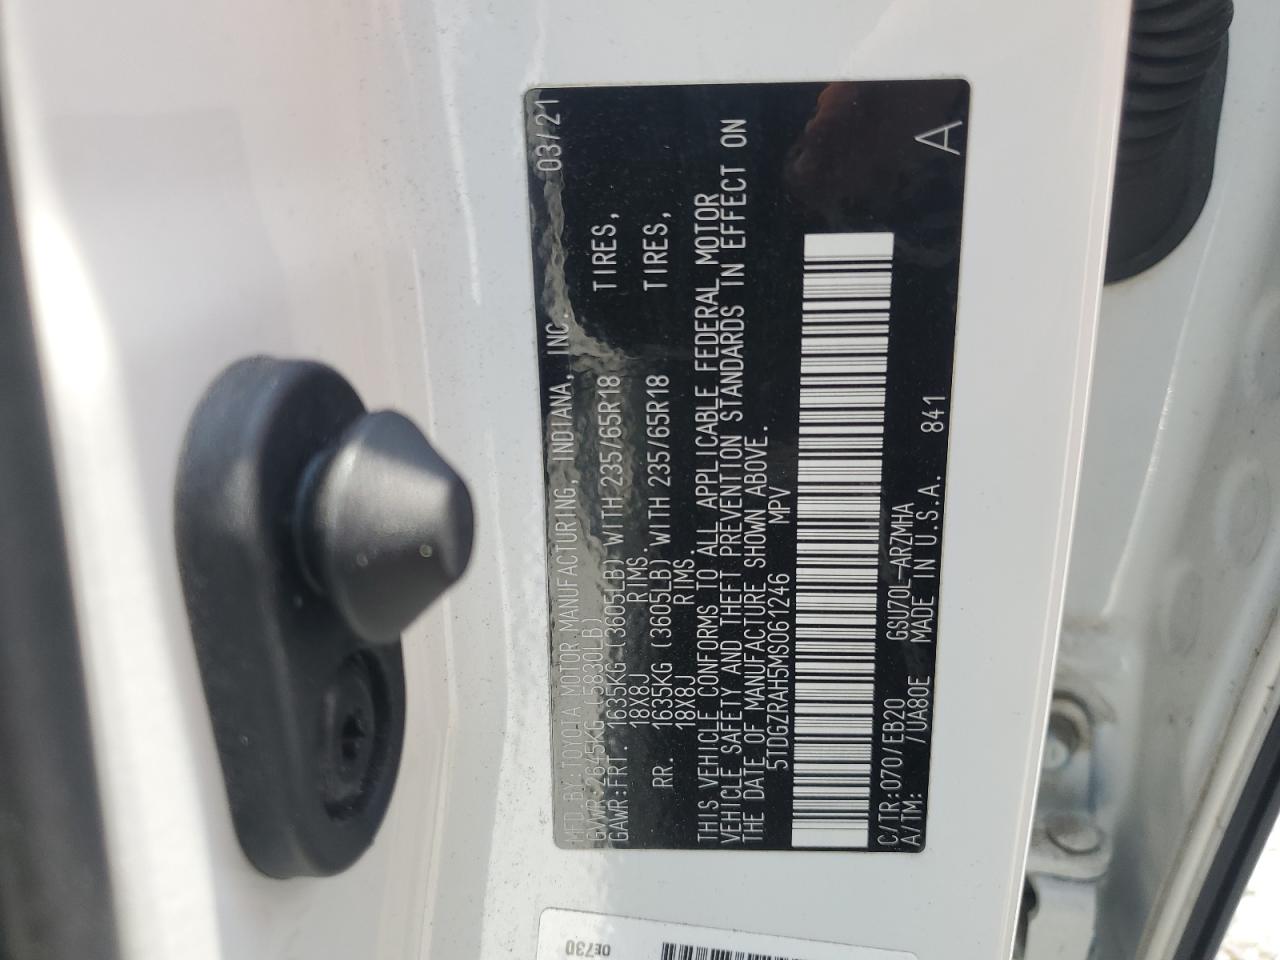 MFD.BY:TOYOTA MOTOR MANUFACTURING, INDIANA, INC. 03/21
GVWR:2645KG (5830LB)
GAWR:FRT. 1635KG(3605LB) WITH 235/65R18 TIRES,
18X8J RIMS.
RR. 1635KG (3605LB) WITH 235/65R18 TIRES,
18X8J RIMS.
THIS VEHICLE CONFORMS TO ALL APPLICABLE FEDERAL MOTOR
VEHICLE SAFETY AND THEFT PREVENTION STANDARDS IN EFFECT ON
THE DATE OF MANUFACTURE SHOWN ABOVE.
5TDGZRAH5MS061246 MPV
C/TR:070/EB20 GSU70L-ARZMHA
A/TM: /UA80E MADE IN U.S.A. 841
A
0E730